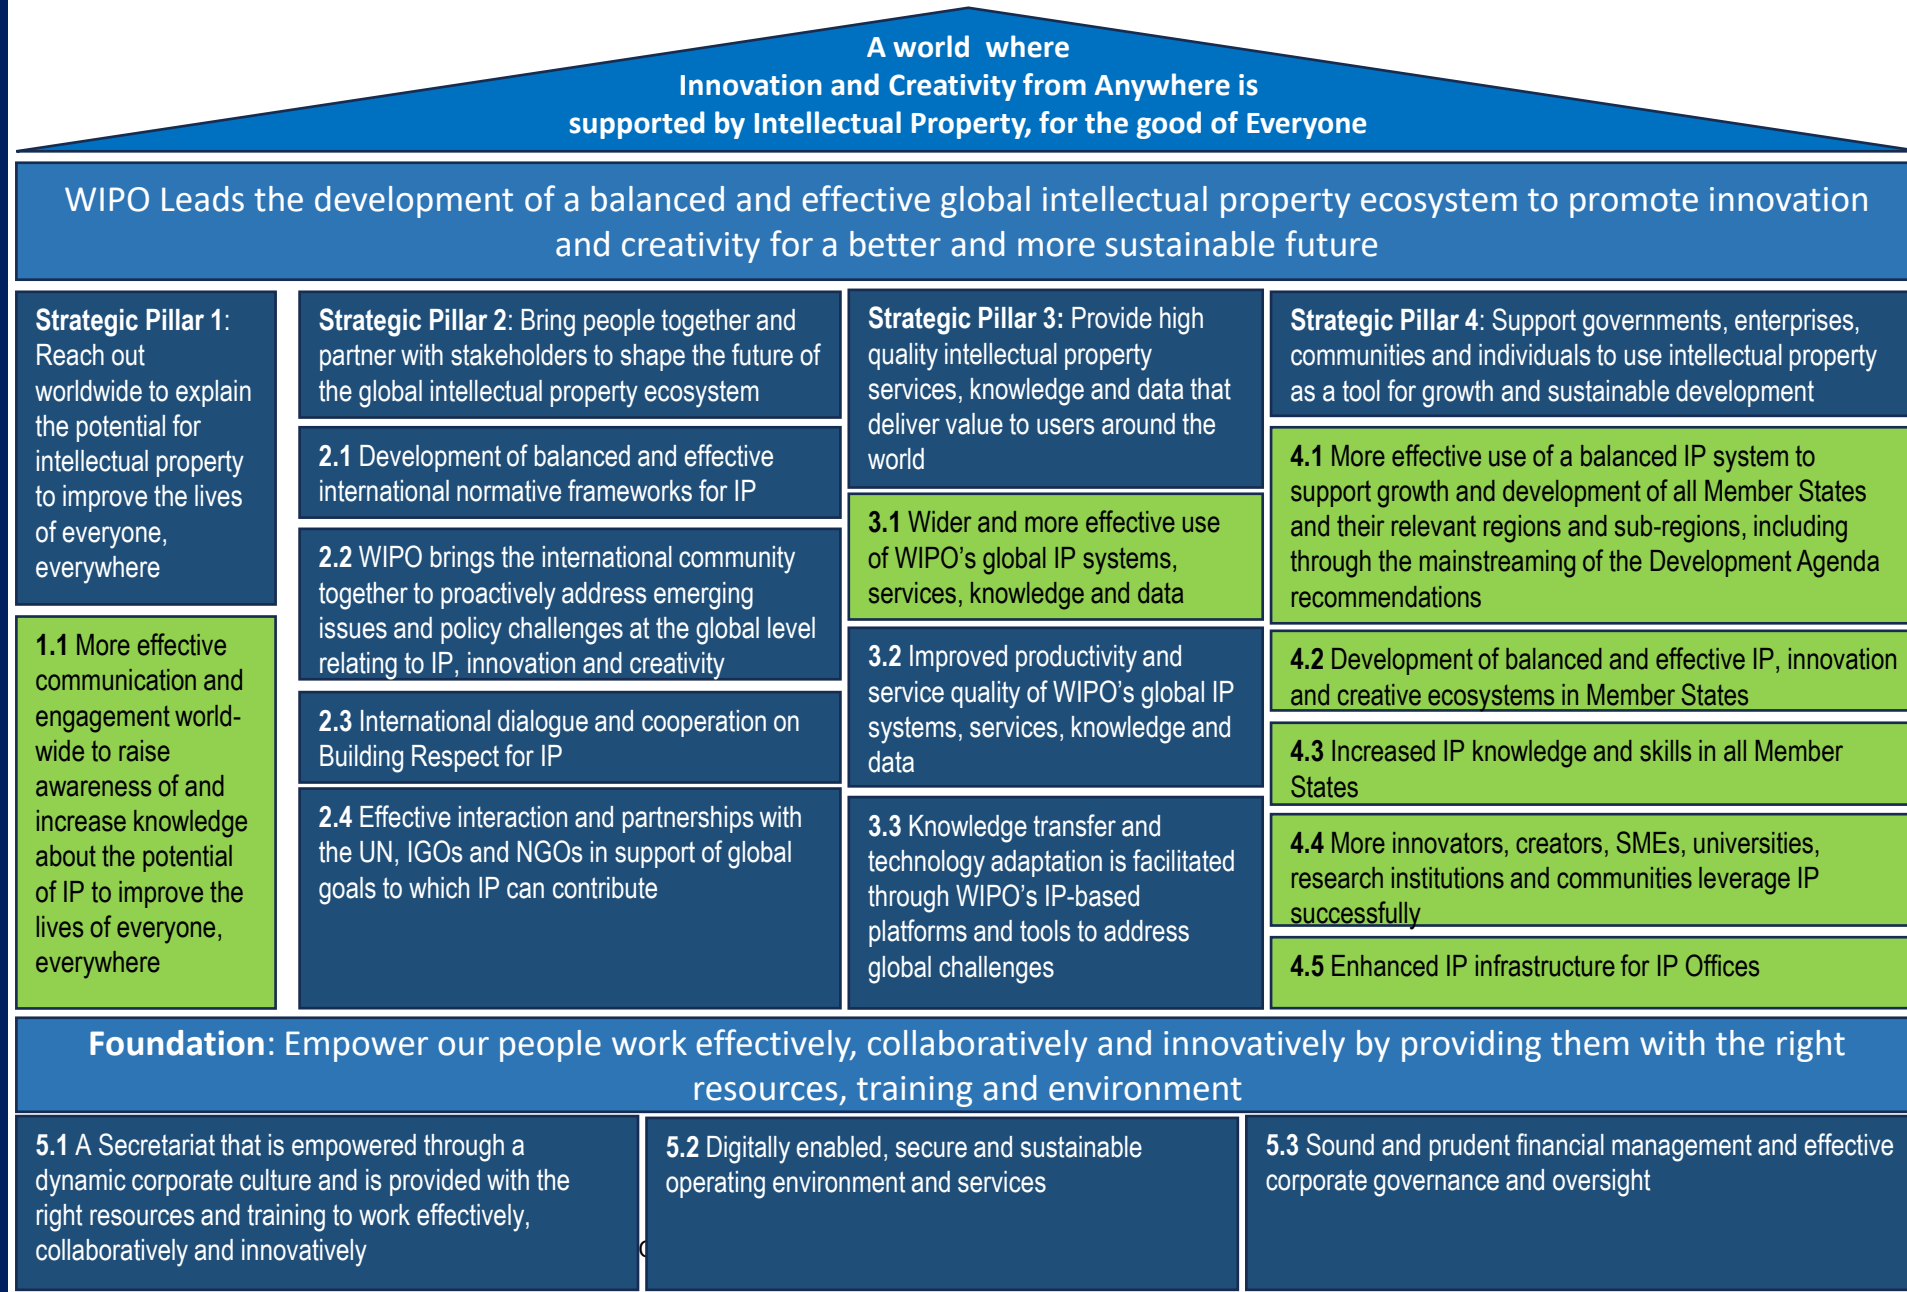 A world where
Innovation and Creativity from Anywhere is
supported by Intellectual Property, for the good of Everyone
WIPO Leads the development of a balanced and effective global intellectual property ecosystem to promote innovation
and creativity for a better and more sustainable future
Strategic Pillar 1:
Reach out
worldwide to explain
the potential for
intellectual property
to improve the lives
of everyone,
everywhere
1.1 More effective
communication and
engagement world-
wide to raise
awareness of and
increase knowledge
about the potential
of IP to improve the
lives of everyone,
everywhere
Strategic Pillar 2: Bring people together and
partner with stakeholders to shape the future of
the global intellectual property ecosystem
2.1 Development of balanced and effective
international normative frameworks for IP
2.2 WIPO brings the international community
together to proactively address emerging
issues and policy challenges at the global level
relating to IP, innovation and creativity
2.3 International dialogue and cooperation on
Building Respect for IP
2.4 Effective interaction and partnerships with
the UN, IGOs and NGOs in support of global
goals to which IP can contribute
Strategic Pillar 3: Provide high
quality intellectual property
services, knowledge and data that
deliver value to users around the
world
3.1 Wider and more effective use
of WIPO’s global IP systems,
services, knowledge and data
3.2 Improved productivity and
service quality of WIPO’s global IP
systems, services, knowledge and
data
3.3 Knowledge transfer and
technology adaptation is facilitated
through WIPO’s IP-based
platforms and tools to address
global challenges
Strategic Pillar 4: Support governments, enterprises,
communities and individuals to use intellectual property
as a tool for growth and sustainable development
4.1 More effective use of a balanced IP system to
support growth and development of all Member States
and their relevant regions and sub-regions, including
through the mainstreaming of the Development Agenda
recommendations
4.2 Development of balanced and effective IP, innovation
and creative ecosystems in Member States
4.3 Increased IP knowledge and skills in all Member
States
4.4 More innovators, creators, SMEs, universities,
research institutions and communities leverage IP
successfully
4.5 Enhanced IP infrastructure for IP Offices
Foundation: Empower our people work effectively, collaboratively and innovatively by providing them with the right
resources, training and environment
5.1 A Secretariat that is empowered through a
dynamic corporate culture and is provided with the
right resources and training to work effectively,
collaboratively and innovatively
5.2 Digitally enabled, secure and sustainable
operating environment and services
5.3 Sound and prudent financial management and effective
corporate governance and oversight